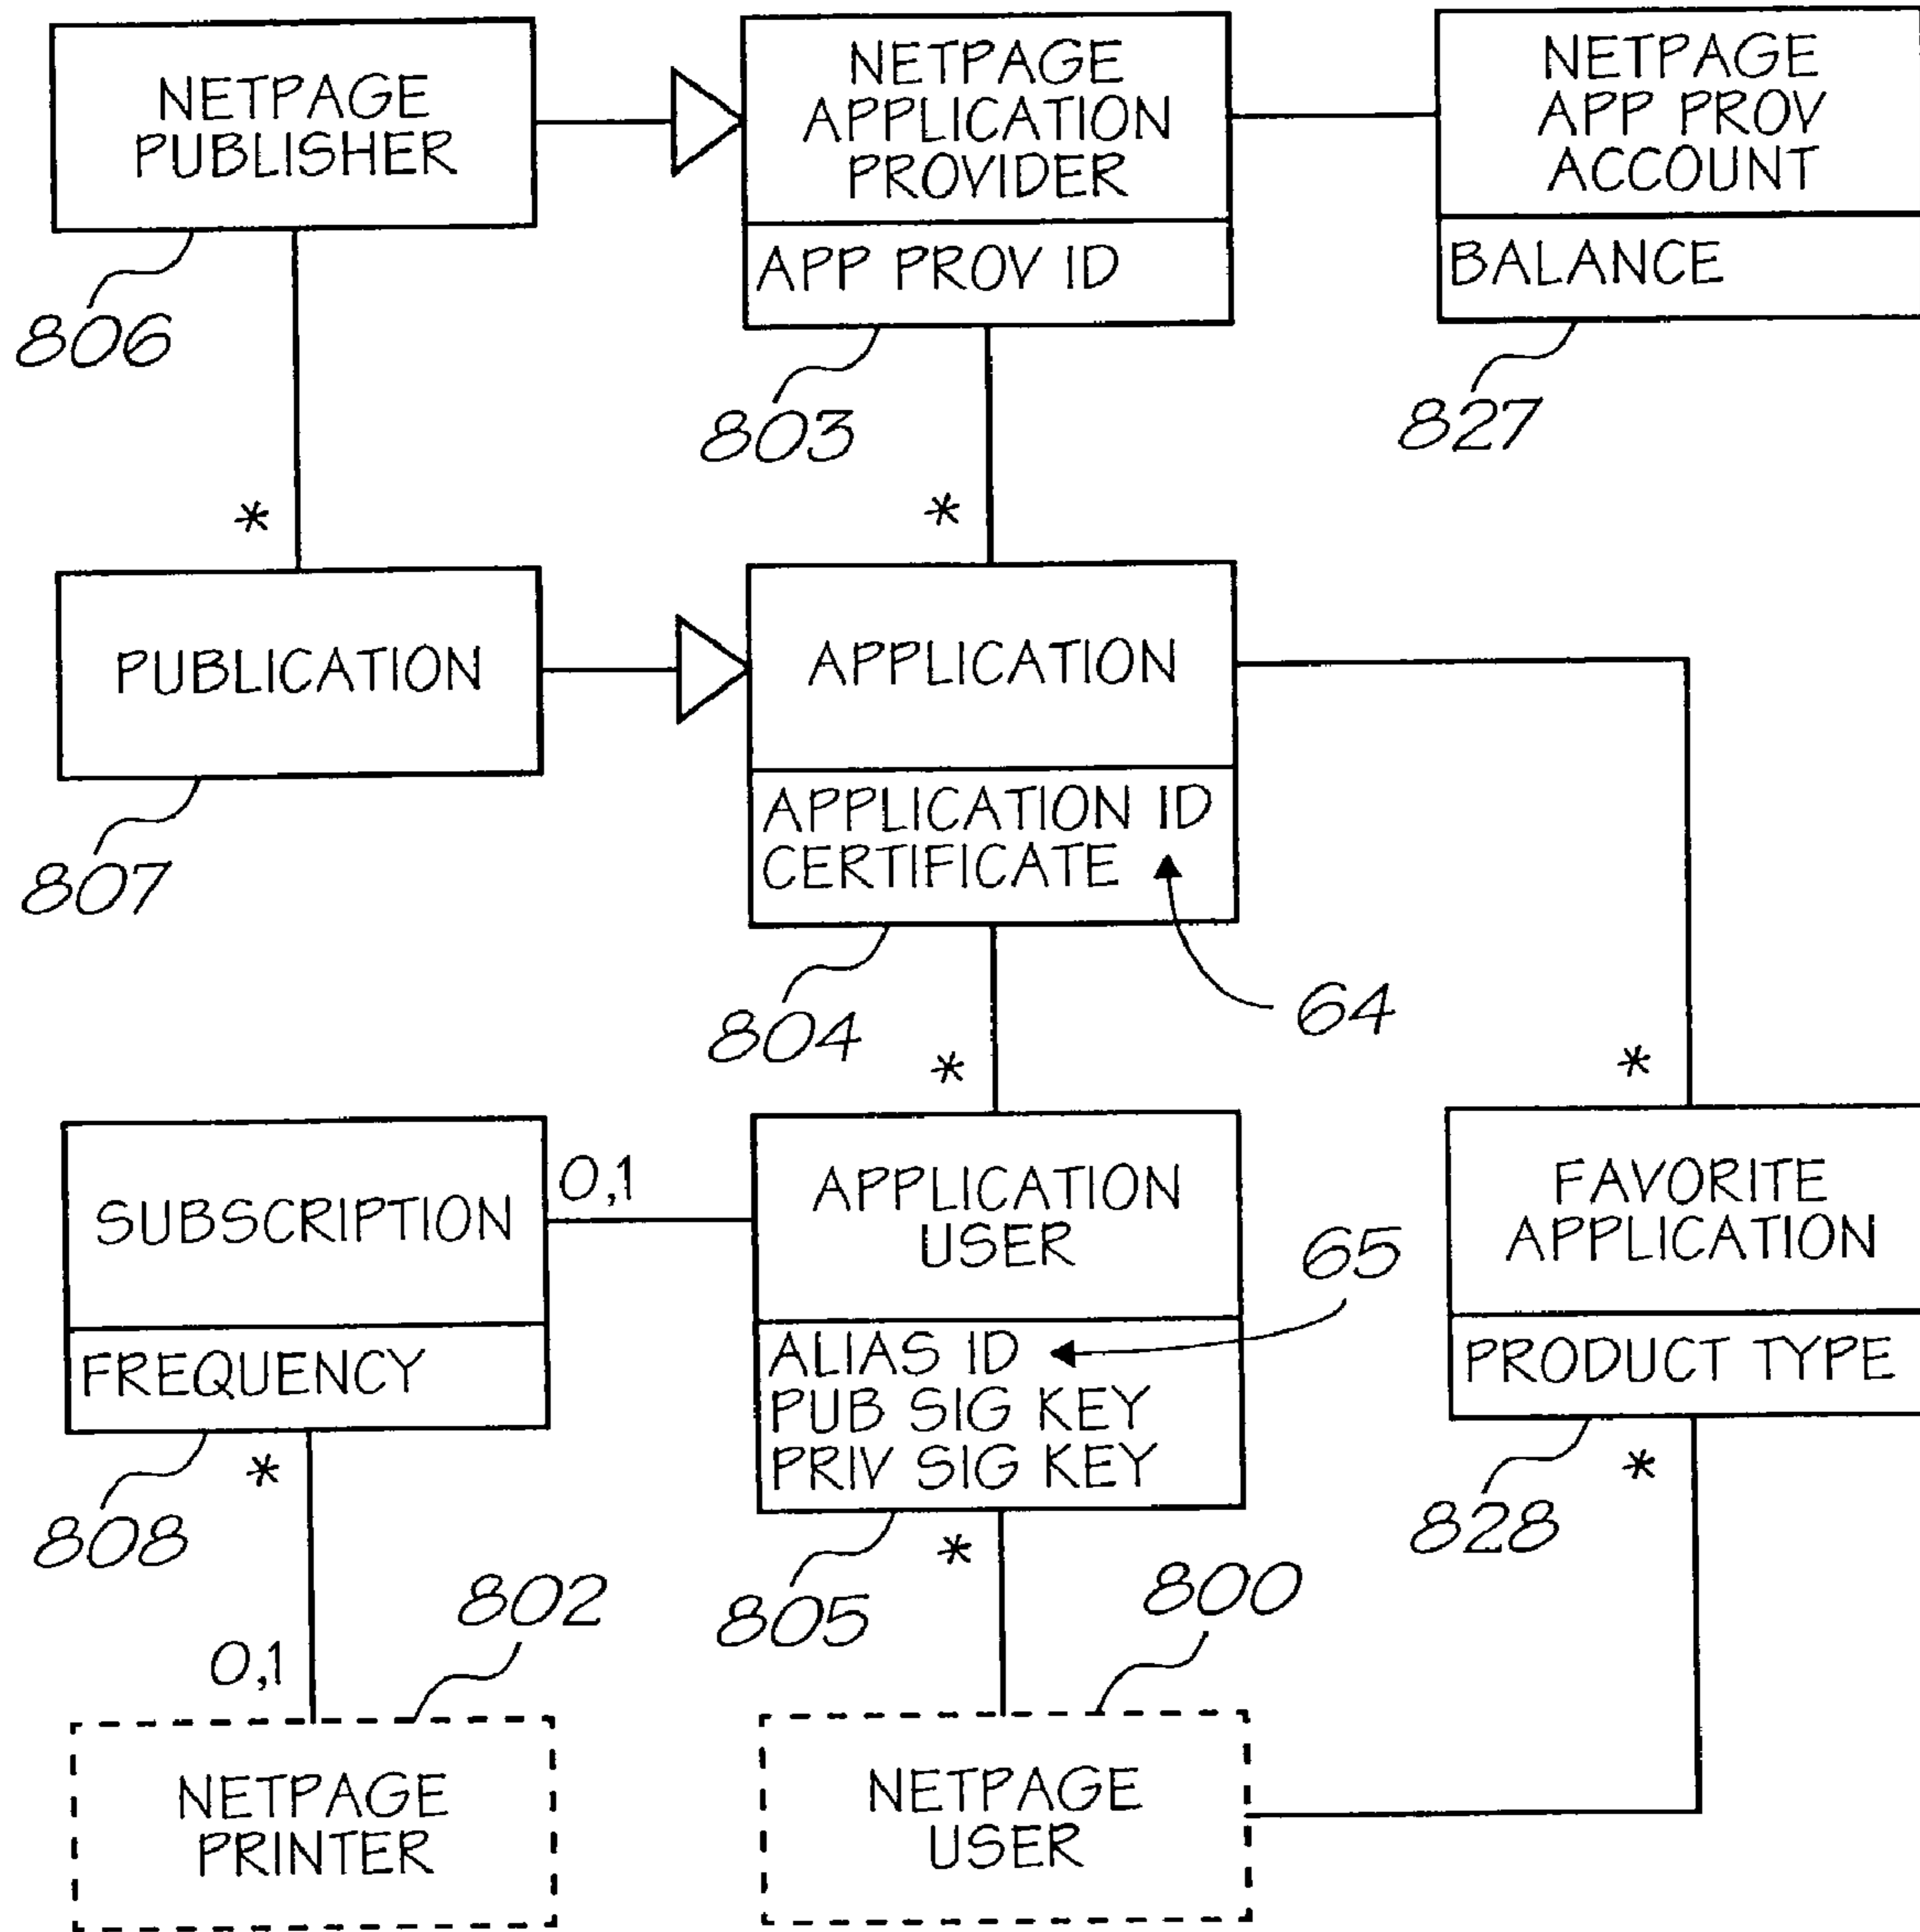 NETPAGE
PUBLISHER
806
NETPAGE
APPLICATION
PROVIDER
APP PROV ID
803
NETPAGE
APP PROV
ACCOUNT
BALANCE
827
*
*
PUBLICATION
807
APPLICATION
APPLICATION ID
CERTIFICATE
64
804
*
*
SUBSCRIPTION
FREQUENCY
808
0,1
APPLICATION
USER
ALIAS ID
PUB SIG KEY
PRIV SIG KEY
65
805
FAVORITE
APPLICATION
PRODUCT TYPE
828
*
*
*
802
800
0,1
NETPAGE
PRINTER
NETPAGE
USER